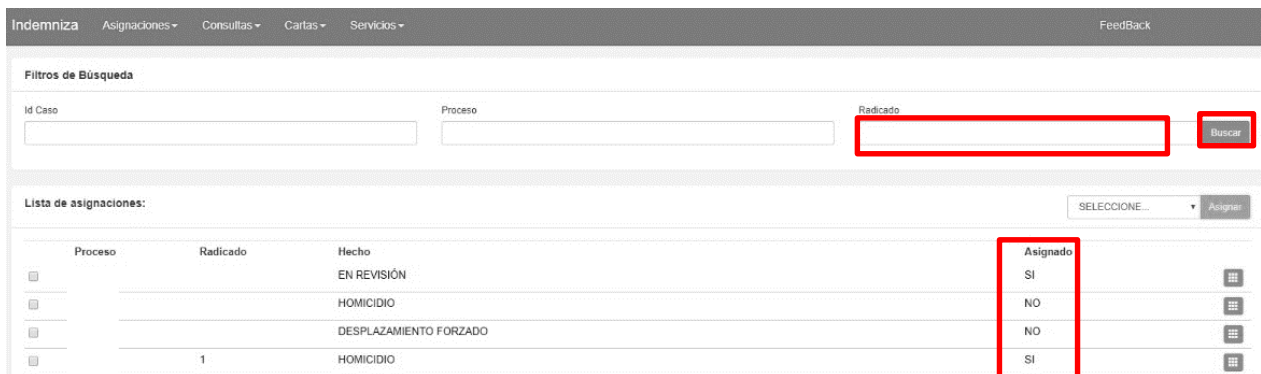 Indemniza Asignaciones Consultas Cartas Servicios FeedBack
Filtros de Búsqueda
Id Caso Proceso Radicado
Buscar
Lista de asignaciones: SELECCIONE... Asignar
Proceso Radicado Hecho Asignado
EN REVISIÓN SI
HOMICIDIO NO
DESPLAZAMIENTO FORZADO NO
1 HOMICIDIO SI